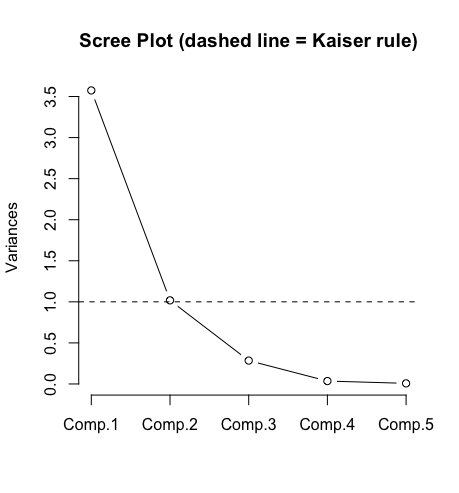 Scree Plot (dashed line = Kaiser rule)
Variances
3.5
3.0
2.5
2.0
1.5
1.0
0.5
0.0
Comp.1 Comp.2 Comp.3 Comp.4 Comp.5